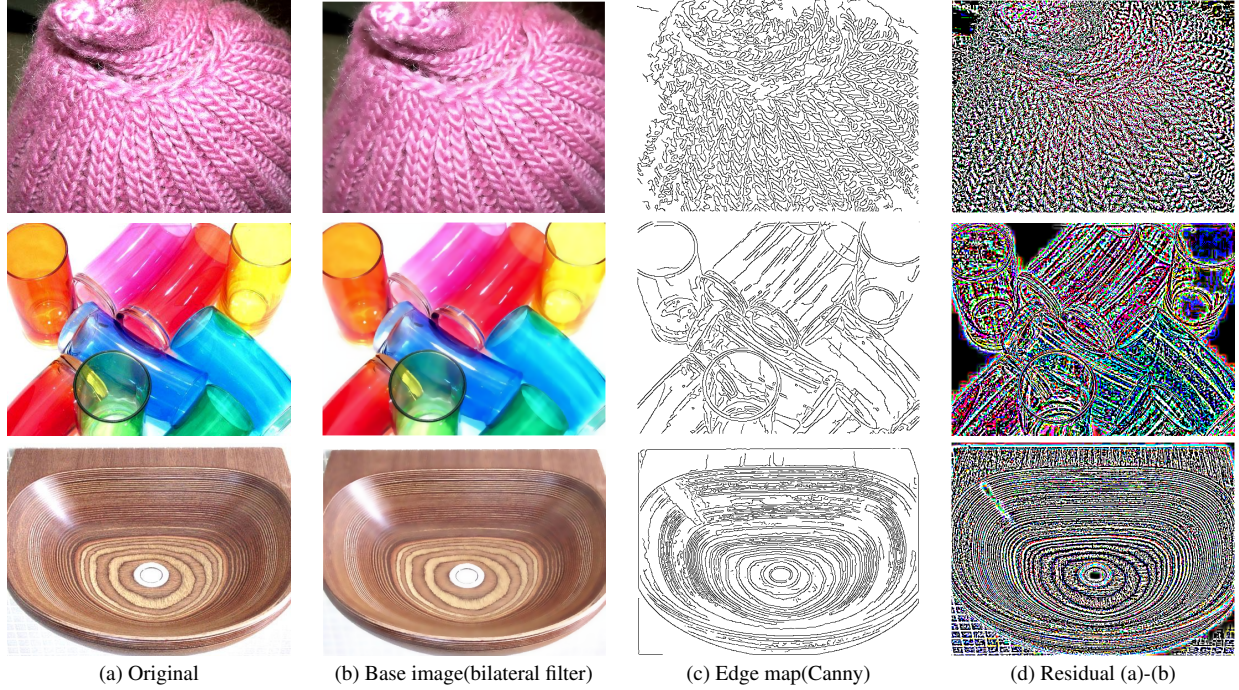 (a) Original
(b) Base image(bilateral filter)
(c) Edge map(Canny)
(d) Residual (a)-(b)